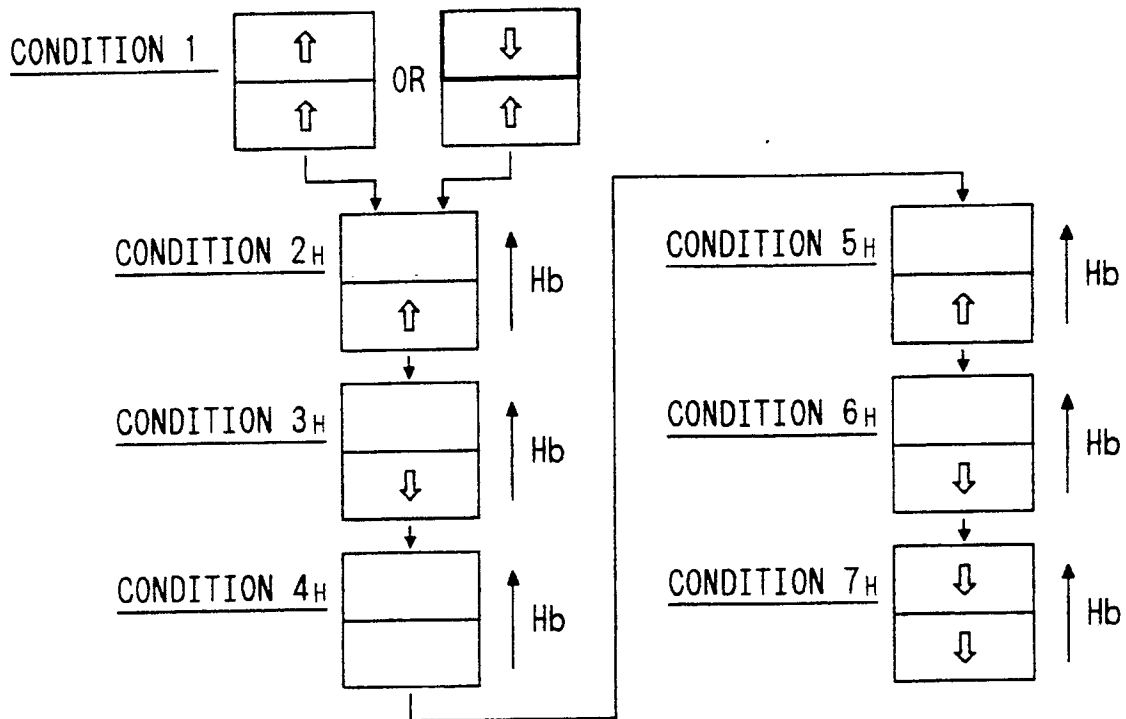 CONDITION 1
OR
CONDITION 2H
Hb
CONDITION 3H
Hb
CONDITION 4H
Hb
CONDITION 5H
Hb
CONDITION 6H
Hb
CONDITION 7H
Hb